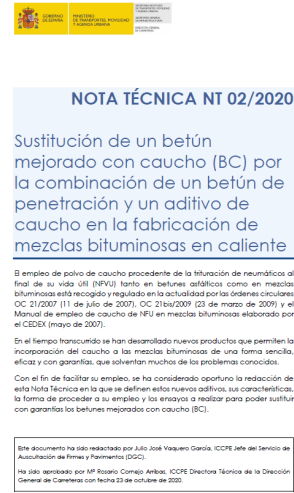 GOBIERNO
DE ESPAÑA
MINISTERIO
DE TRANSPORTES, MOVILIDAD
Y AGENDA URBANA
NOTA TÉCNICA NT 02/2020
Sustitución de un betún
mejorado con caucho (BC) por
la combinación de un betún de
penetración y un aditivo de
caucho en la fabricación de
mezclas bituminosas en caliente
El empleo de polvo de caucho procedente de la trituración de neumáticos al
final de su vida útil (NFVU) tanto en betunes asfálticos como en mezclas
bituminosas está recogido y regulado en la actualidad por las órdenes circulares
OC 21/2007 (11 de julio de 2007), OC 21bis/2009 (23 de marzo de 2009) y el
Manual de empleo de caucho de NFU en mezclas bituminosas elaborado por
el CEDEX (mayo de 2007).
En el tiempo transcurrido se han desarrollado nuevos productos que permiten la
incorporación del caucho a las mezclas bituminosas de una forma sencilla,
eficaz y con garantías, que solventan muchos de los problemas conocidos.
Con el fin de facilitar su empleo, se ha considerado oportuno la redacción de
esta Nota Técnica en la que se definen estos nuevos aditivos, sus características,
la forma de proceder a su empleo y los ensayos a realizar para poder sustituir
con garantías los betunes mejorados con caucho (BC).
Este documento ha sido redactado por Julio José Vaquero García, ICCPE Jefe del Servicio de
Auscultación de Firmes y Pavimentos (DGC).
Ha sido aprobado por Mª Rosario Cornejo Arribas, ICCPE Directora Técnica de la Dirección
General de Carreteras con fecha 23 de octubre de 2020.